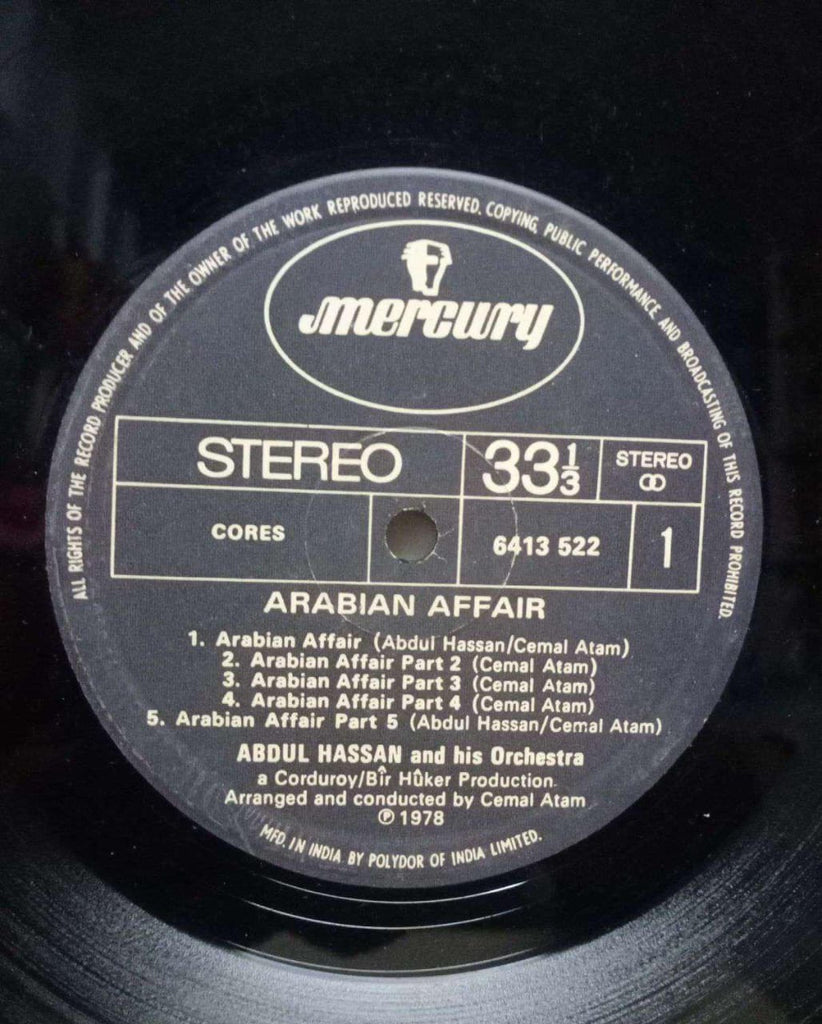 ALL RIGHTS OF THE RECORD PRODUCER AND OF THE OWNER OF THE WORK REPRODUCED RESERVED. COPYING, PUBLIC PERFORMANCE AND BROADCASTING OF THIS RECORD PROHIBITED.
mercury
STEREO
33 1/3
STEREO
CORES
6413 522
1
ARABIAN AFFAIR
1. Arabian Affair (Abdul Hassan/Cemal Atam)
2. Arabian Affair Part 2 (Cemal Atam)
3. Arabian Affair Part 3 (Cemal Atam)
4. Arabian Affair Part 4 (Cemal Atam)
5. Arabian Affair Part 5 (Abdul Hassan/Cemal Atam)
ABDUL HASSAN and his Orchestra
a Corduroy/Bîr Hûker Production.
Arranged and conducted by Cemal Atam
℗ 1978
MFD. IN INDIA BY POLYDOR OF INDIA LIMITED.